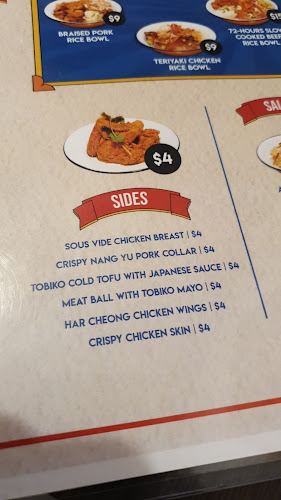 $9
BRAISED PORK
RICE BOWL
$9
TERIYAKI CHICKEN
RICE BOWL
72-HOURS SLOW
COOKED BEEF
RICE BOWL
$4
SIDES
SOUS VIDE CHICKEN BREAST | $4
CRISPY NANG YU PORK COLLAR | $4
TOBIKO COLD TOFU WITH JAPANESE SAUCE | $4
MEAT BALL WITH TOBIKO MAYO | $4
HAR CHEONG CHICKEN WINGS | $4
CRISPY CHICKEN SKIN | $4